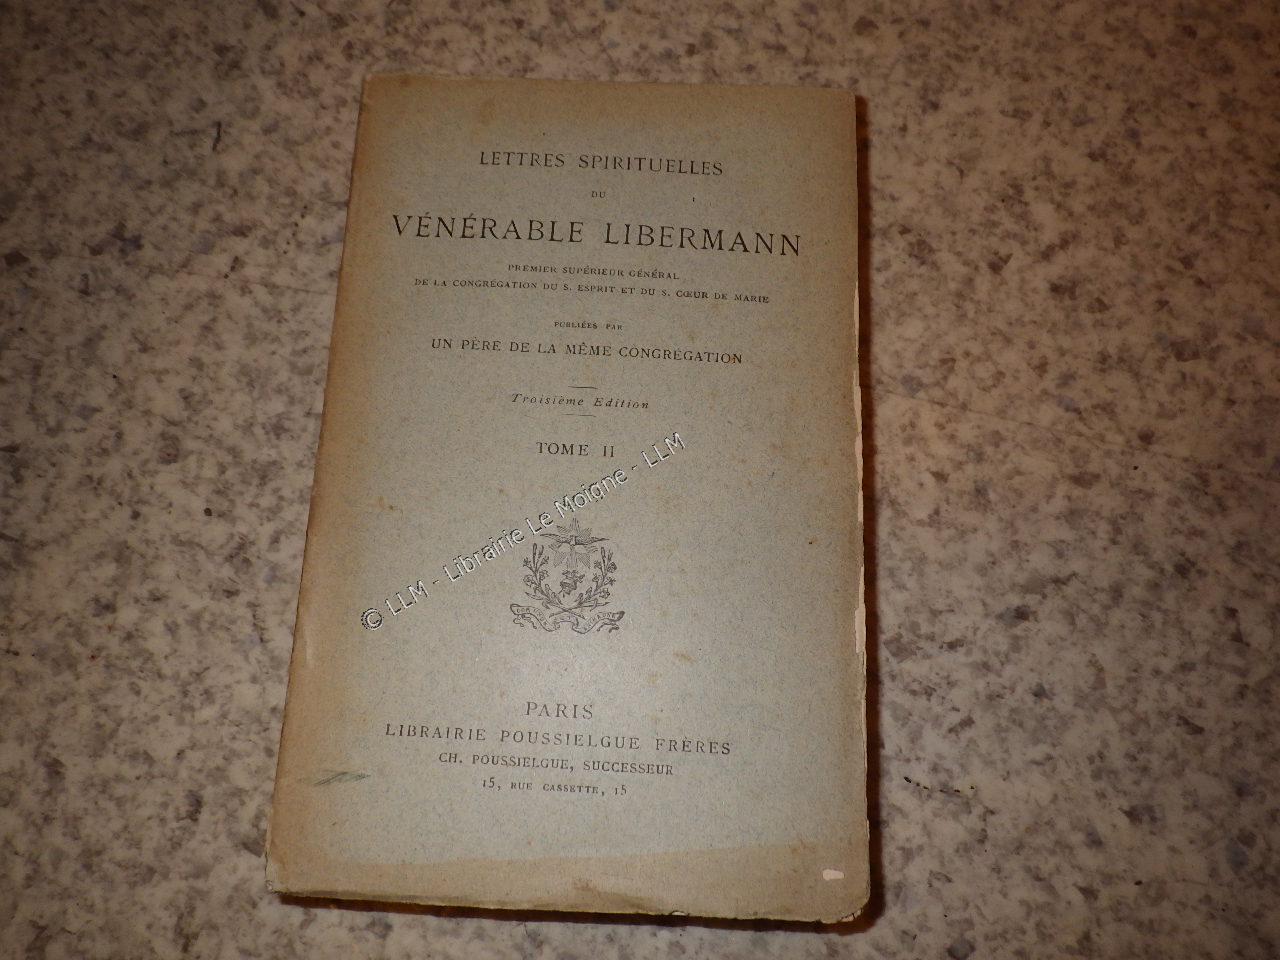 LETTRES SPIRITUELLES
DU
VÉNÉRABLE LIBERMANN
PREMIER SUPÉRIEUR GÉNÉRAL
DE LA CONGRÉGATION DU S. ESPRIT ET DU S. CŒUR DE MARIE
PUBLIÉES PAR
UN PÈRE DE LA MÊME CONGRÉGATION
Troisième Edition
TOME II
© LLM - Librairie Le Moigne - LLM
PARIS
LIBRAIRIE POUSSIELGUE FRÈRES
CH. POUSSIELGUE, SUCCESSEUR
15, RUE CASSETTE, 15